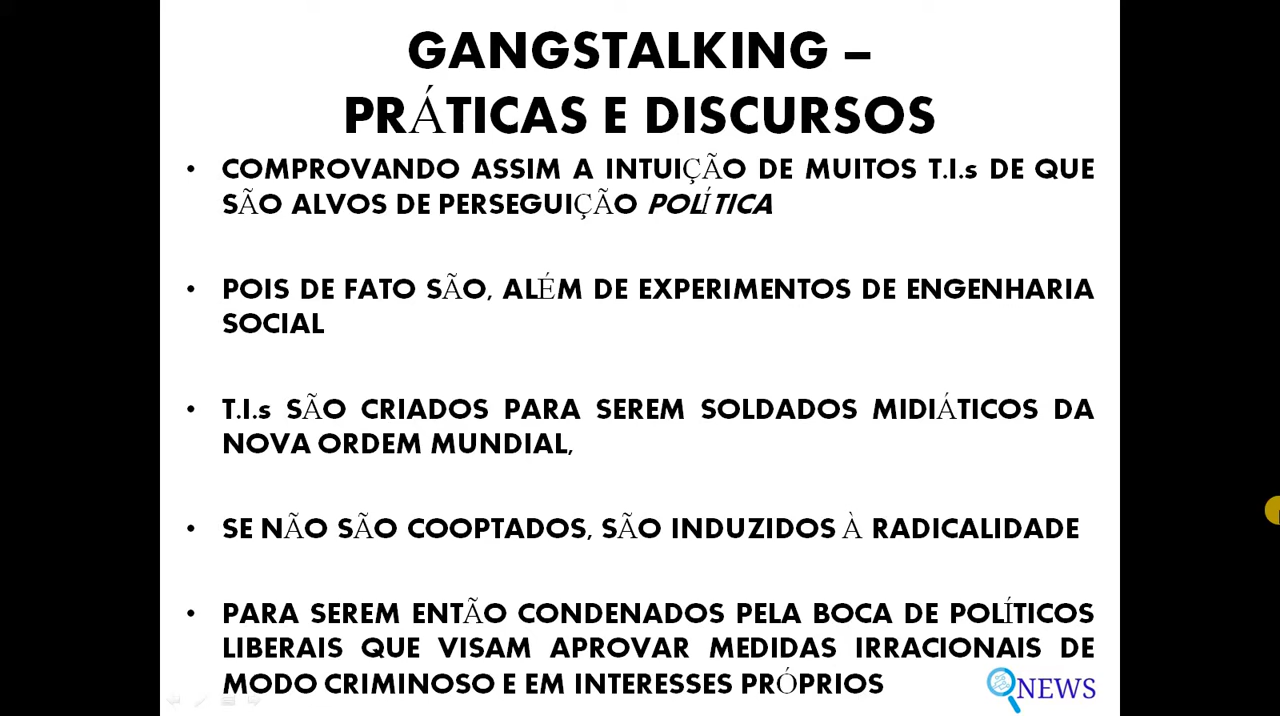 GANGSTALKING –
PRÁTICAS E DISCURSOS
• COMPROVANDO ASSIM A INTUIÇÃO DE MUITOS T.I.s DE QUE
SÃO ALVOS DE PERSEGUIÇÃO POLÍTICA
• POIS DE FATO SÃO, ALÉM DE EXPERIMENTOS DE ENGENHARIA
SOCIAL
• T.I.s SÃO CRIADOS PARA SEREM SOLDADOS MIDIÁTICOS DA
NOVA ORDEM MUNDIAL,
• SE NÃO SÃO COOPTADOS, SÃO INDUZIDOS À RADICALIDADE
• PARA SEREM ENTÃO CONDENADOS PELA BOCA DE POLÍTICOS
LIBERAIS QUE VISAM APROVAR MEDIDAS IRRACIONAIS DE
MODO CRIMINOSO E EM INTERESSES PRÓPRIOS
NEWS